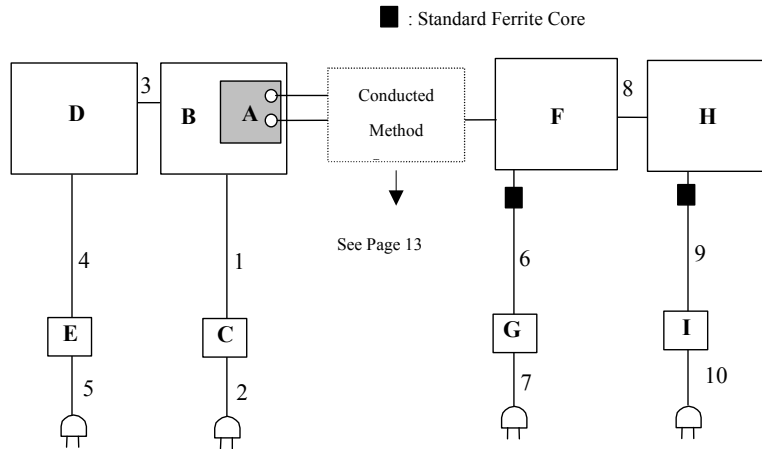 : Standard Ferrite Core
D
3
B
A
Conducted
Method
F
8
H
See Page 13
4
1
6
9
E
C
G
I
5
2
7
10